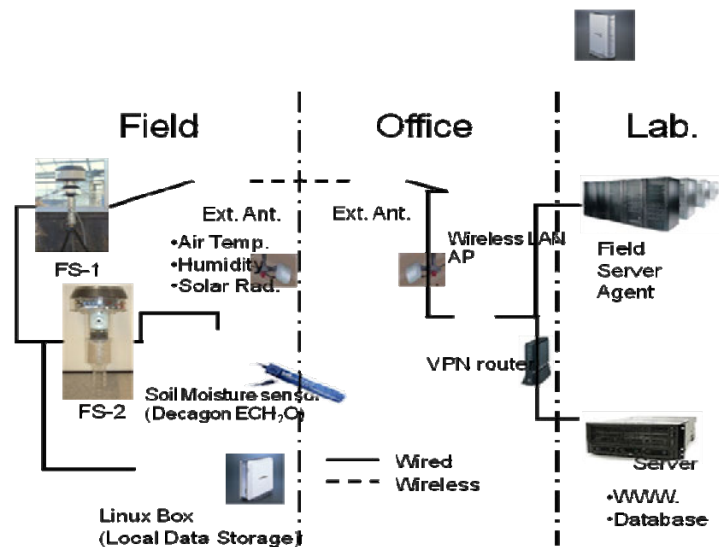 Field
Office
Lab.
Ext. Ant.
•Air Temp.
•Humidity
•Solar Rad.
FS-1
Ext. Ant.
Wireless LAN
AP
Field
Server
Agent
VPN router
Soil Moisture sensor
(Decagon ECH₂O)
FS-2
Wired
Wireless
Server
•WWW.
•Database
Linux Box
(Local Data Storage)